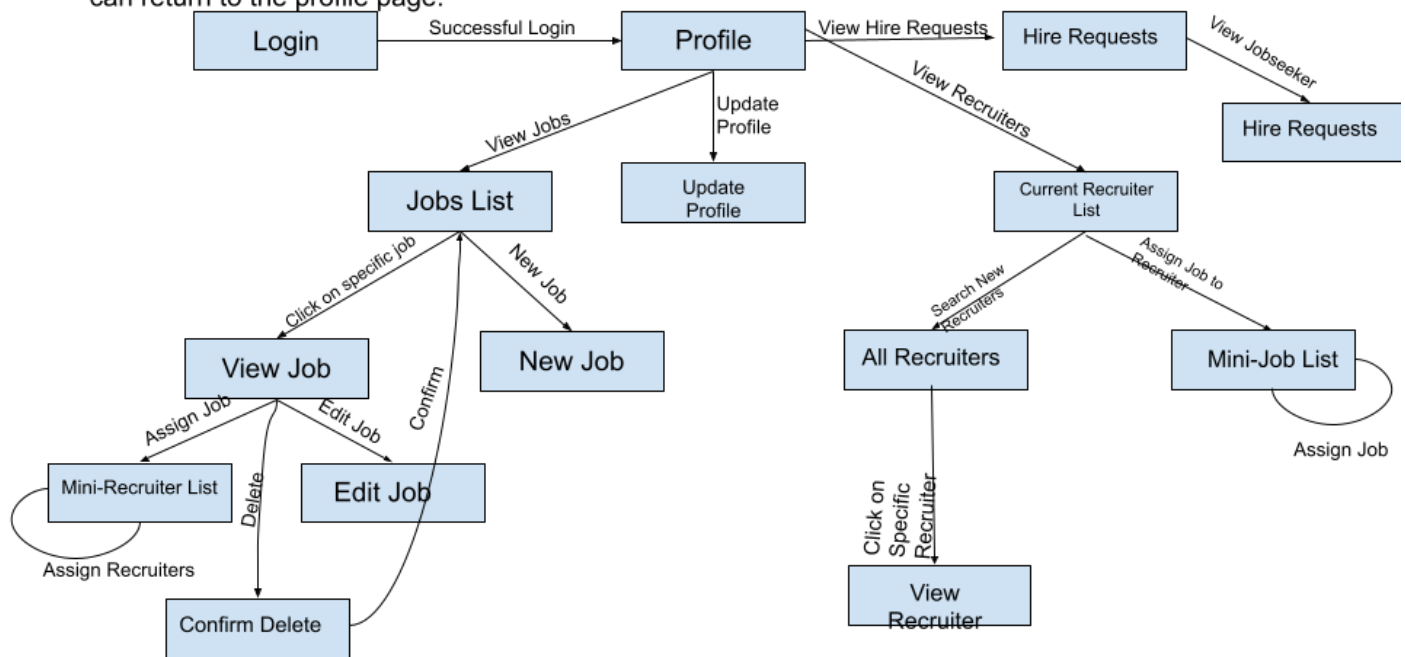 can return to the profile page.
Login
Successful Login
Profile
View Hire Requests
Hire Requests
View Jobseeker
Hire Requests
View Jobs
Update
Profile
View Recruiters
Jobs List
Update
Profile
Current Recruiter
List
Click on specific job
New Job
Search New
Recruiters
Assign Job to
Recruiter
View Job
New Job
Confirm
All Recruiters
Mini-Job List
Assign Job
Edit Job
Assign Job
Mini-Recruiter List
Delete
Edit Job
Click on
Specific
Recruiter
Assign Recruiters
Confirm Delete
View
Recruiter